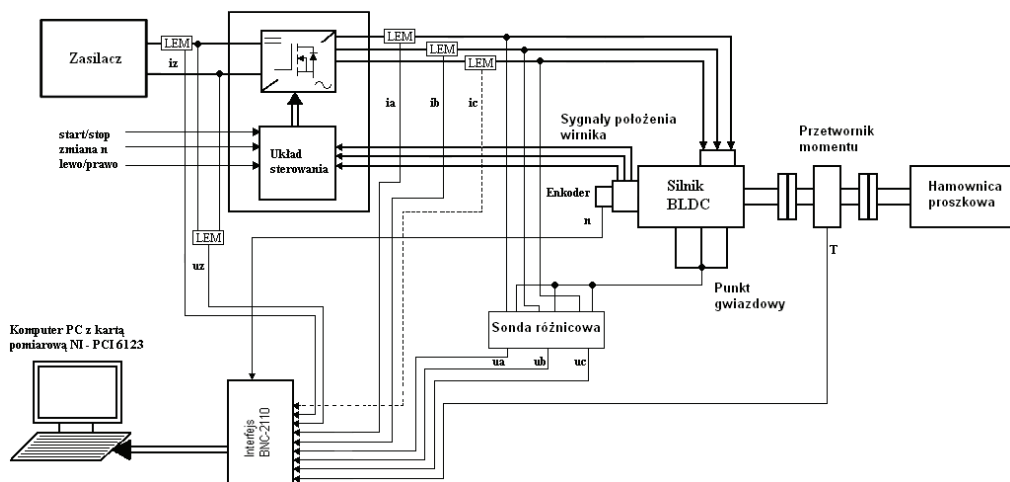 Zasilacz
LEM
iz
LEM
LEM
LEM
ia
ib
ic
start/stop
zmiana n
lewo/prawo
Układ
sterowania
Sygnały położenia
wirnika
Przetwornik
momentu
Enkoder
n
Silnik
BLDC
Hamownica
proszkowa
LEM
uz
T
Punkt
gwiazdowy
Sonda różnicowa
ua
ub
uc
Komputer PC z kartą
pomiarową NI - PCI 6123
Interfejs
BNC-2110